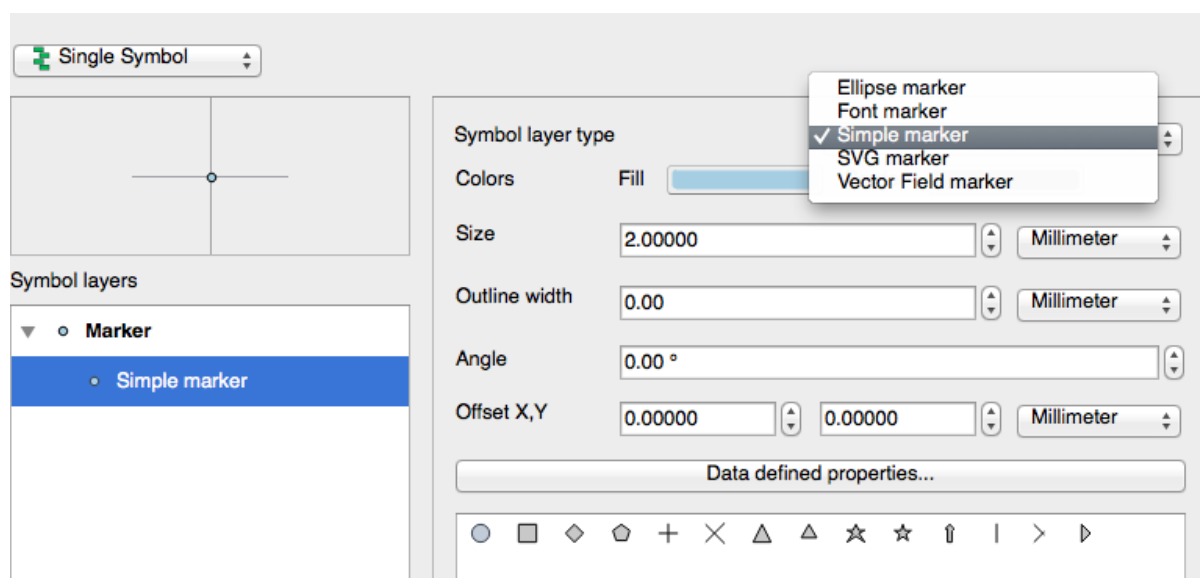 Single Symbol
Symbol layers
Marker
Simple marker
Ellipse marker
Font marker
✓ Simple marker
SVG marker
Vector Field marker
Symbol layer type
Colors Fill
Size 2.00000 Millimeter
Outline width 0.00 Millimeter
Angle 0.00 °
Offset X,Y 0.00000 0.00000 Millimeter
Data defined properties...